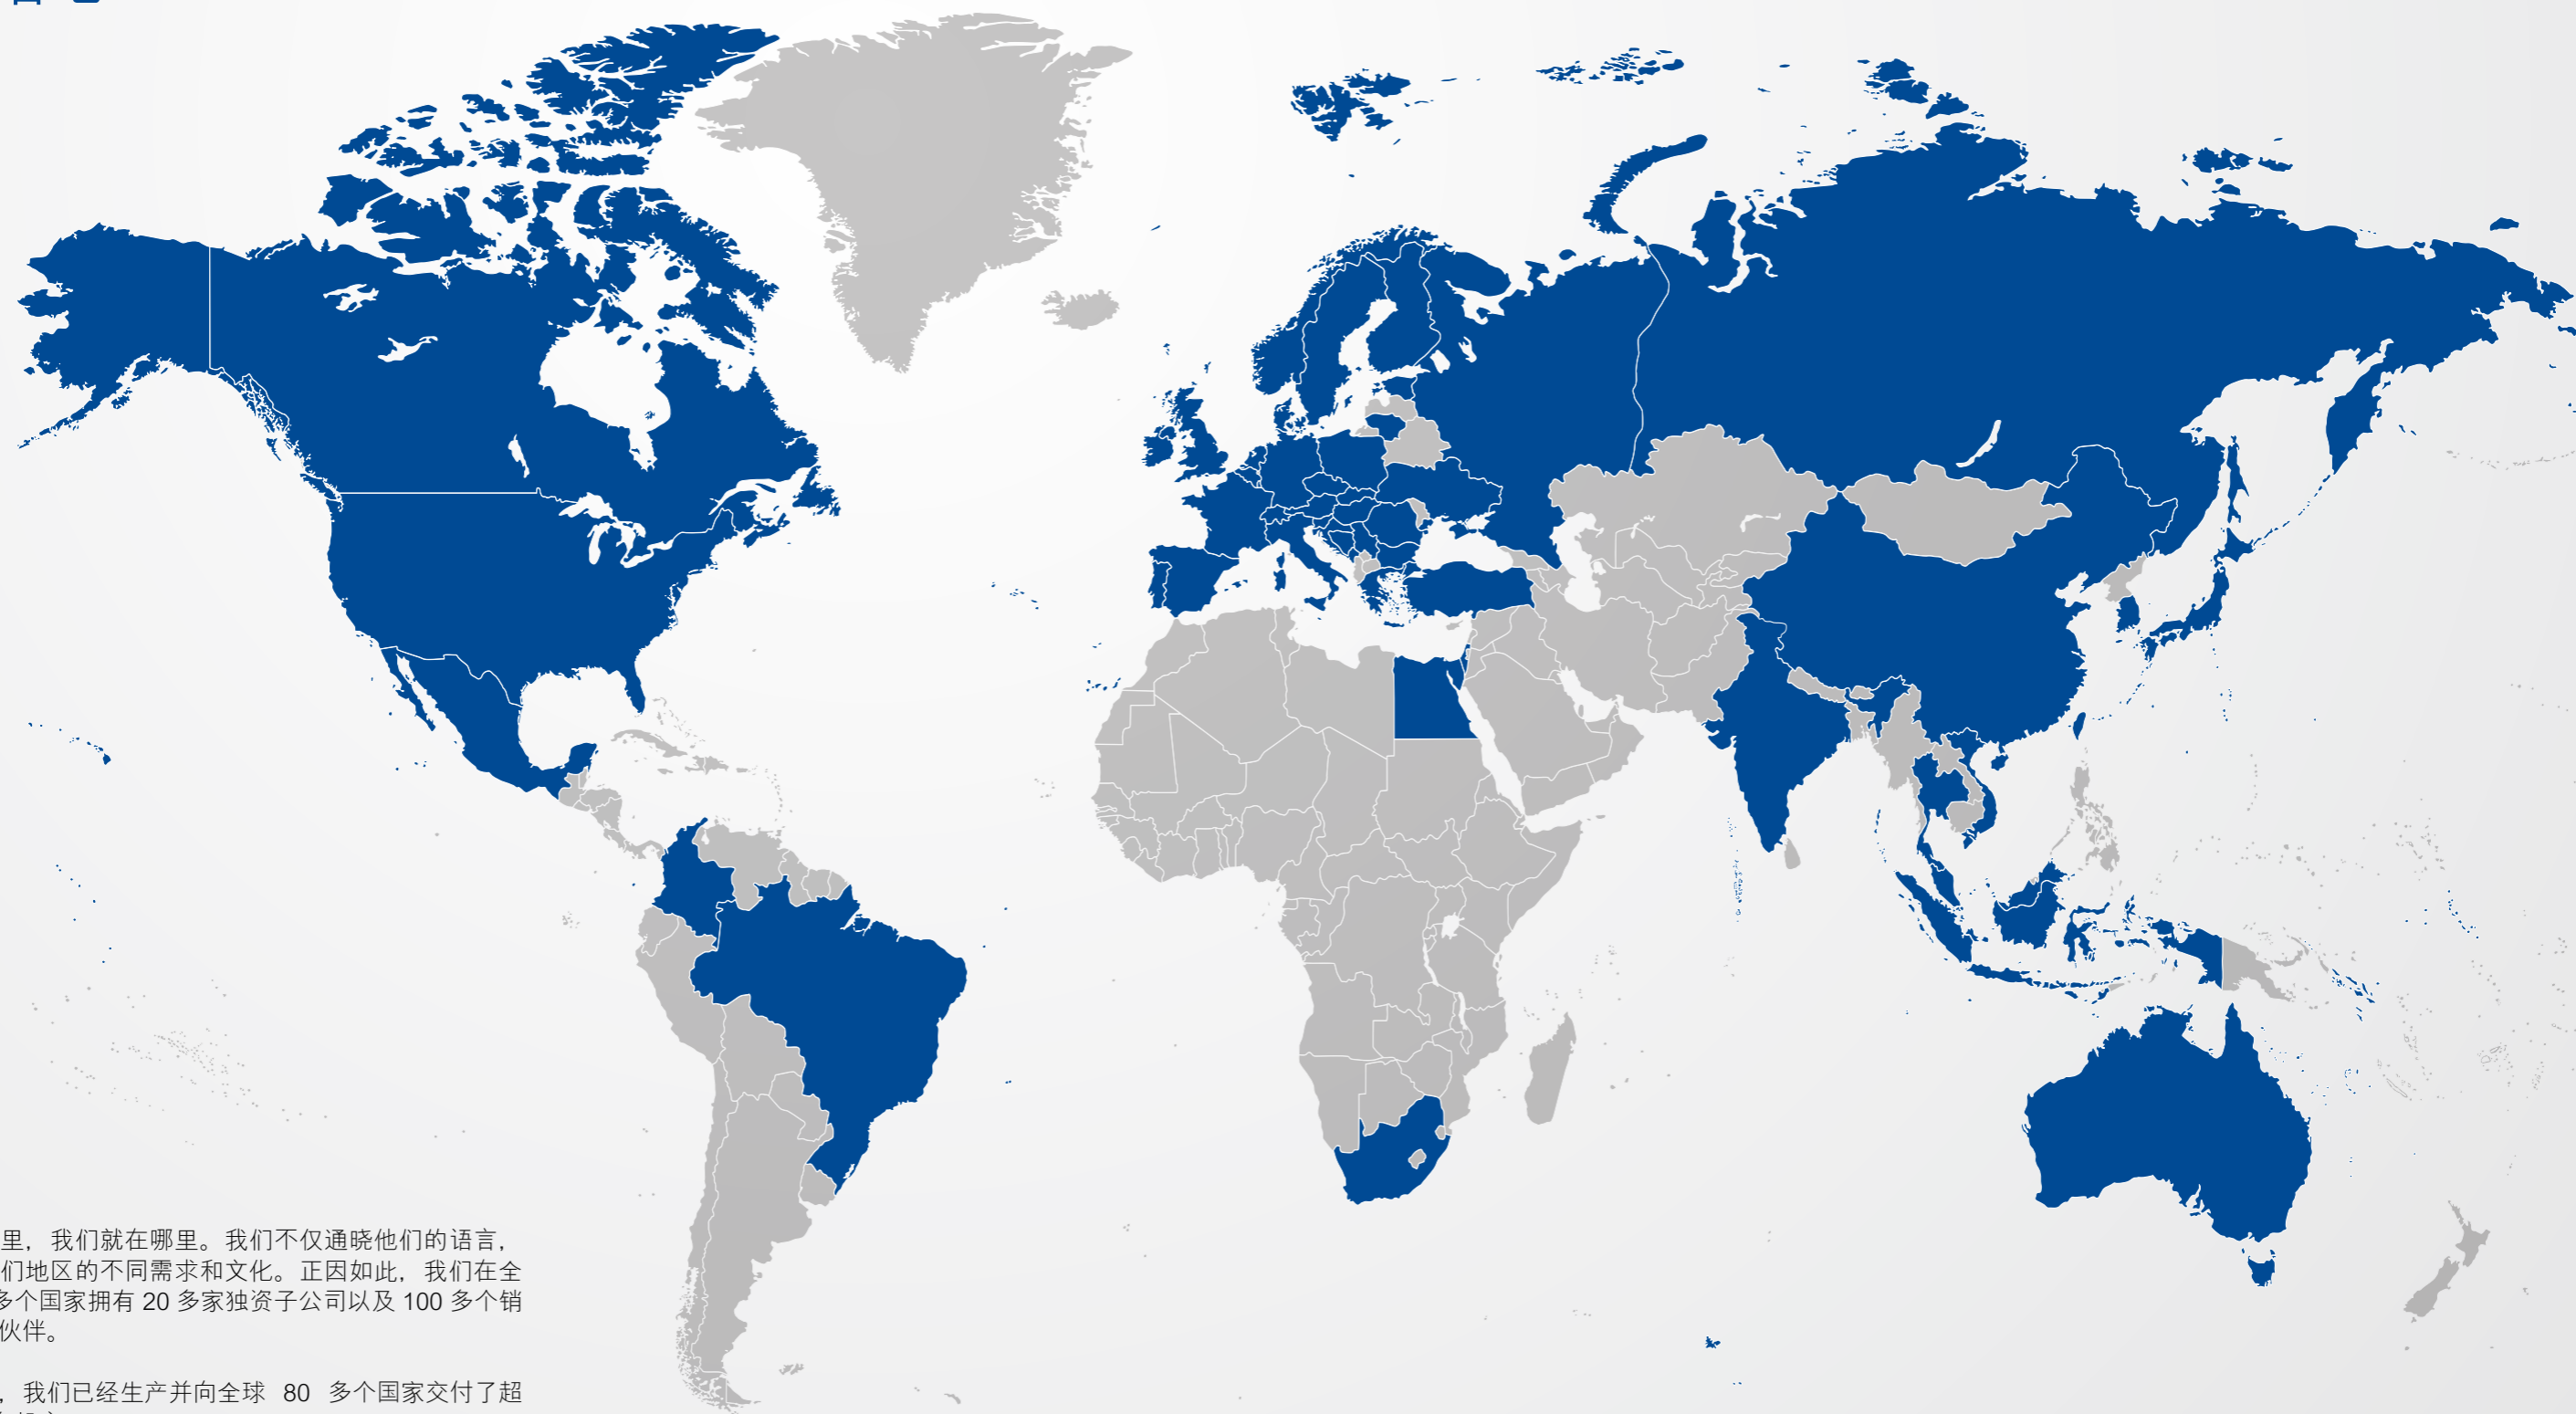 里，我们就在哪里。我们不仅通晓他们的语言，
们地区的不同需求和文化。正因如此，我们在全
多个国家拥有 20 多家独资子公司以及 100 多个销
伙伴。
，我们已经生产并向全球 80 多个国家交付了超